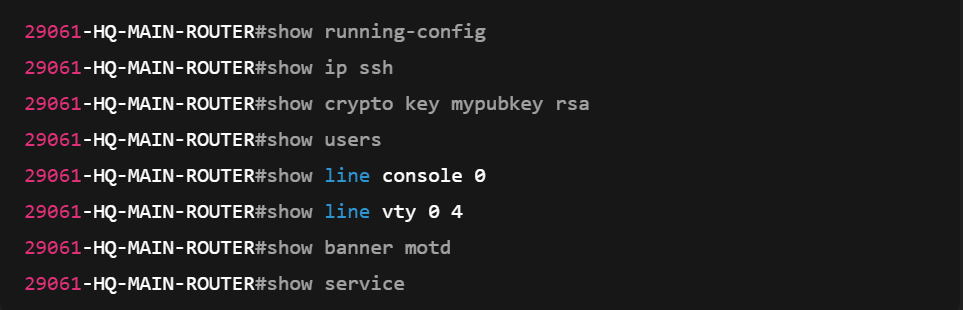 29061-HQ-MAIN-ROUTER#show running-config
29061-HQ-MAIN-ROUTER#show ip ssh
29061-HQ-MAIN-ROUTER#show crypto key mypubkey rsa
29061-HQ-MAIN-ROUTER#show users
29061-HQ-MAIN-ROUTER#show line console 0
29061-HQ-MAIN-ROUTER#show line vty 0 4
29061-HQ-MAIN-ROUTER#show banner motd
29061-HQ-MAIN-ROUTER#show service